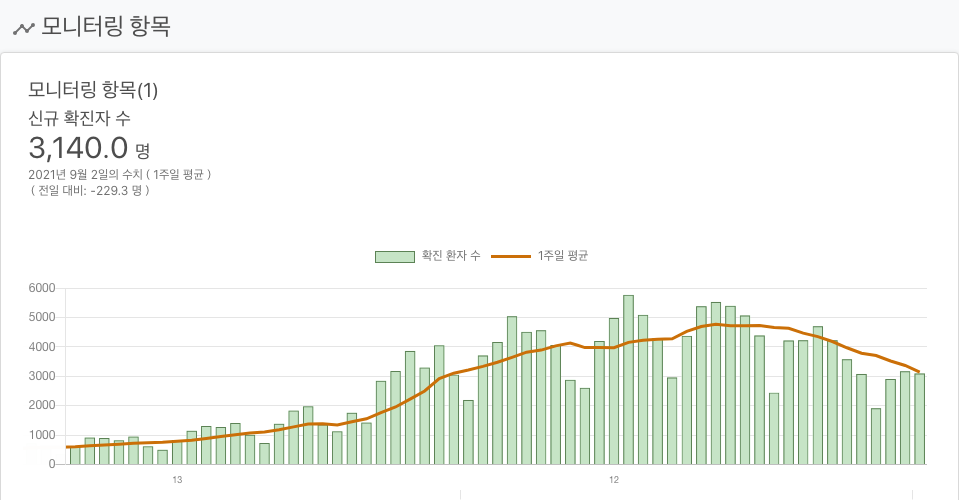 모니터링 항목
모니터링 항목(1)
신규 확진자 수
3,140.0 명
2021년 9월 2일의 수치 ( 1주일 평균 )
( 전일 대비: -229.3 명 )
확진 환자 수 1주일 평균
6000
5000
4000
3000
2000
1000
0
13 12